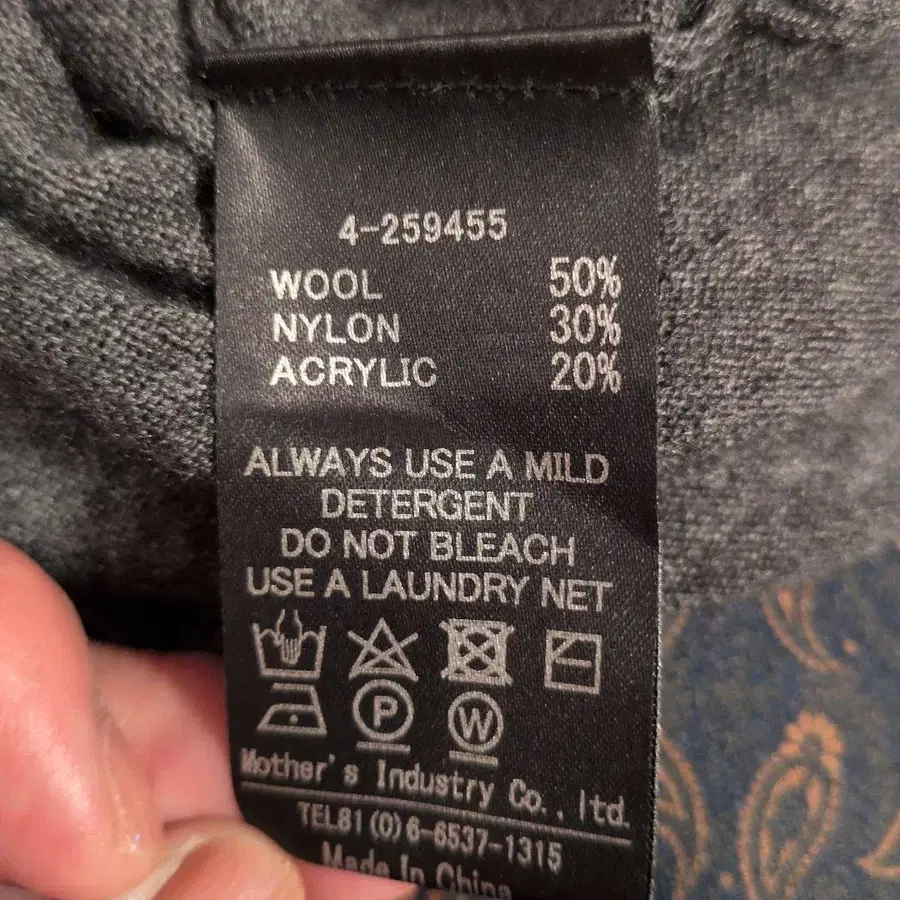 4-259455
WOOL 50%
NYLON 30%
ACRYLIC 20%
ALWAYS USE A MILD
DETERGENT
DO NOT BLEACH
USE A LAUNDRY NET
P W
Mother's Industry Co., ltd.
TEL81(0)6-6537-1315
Made In China